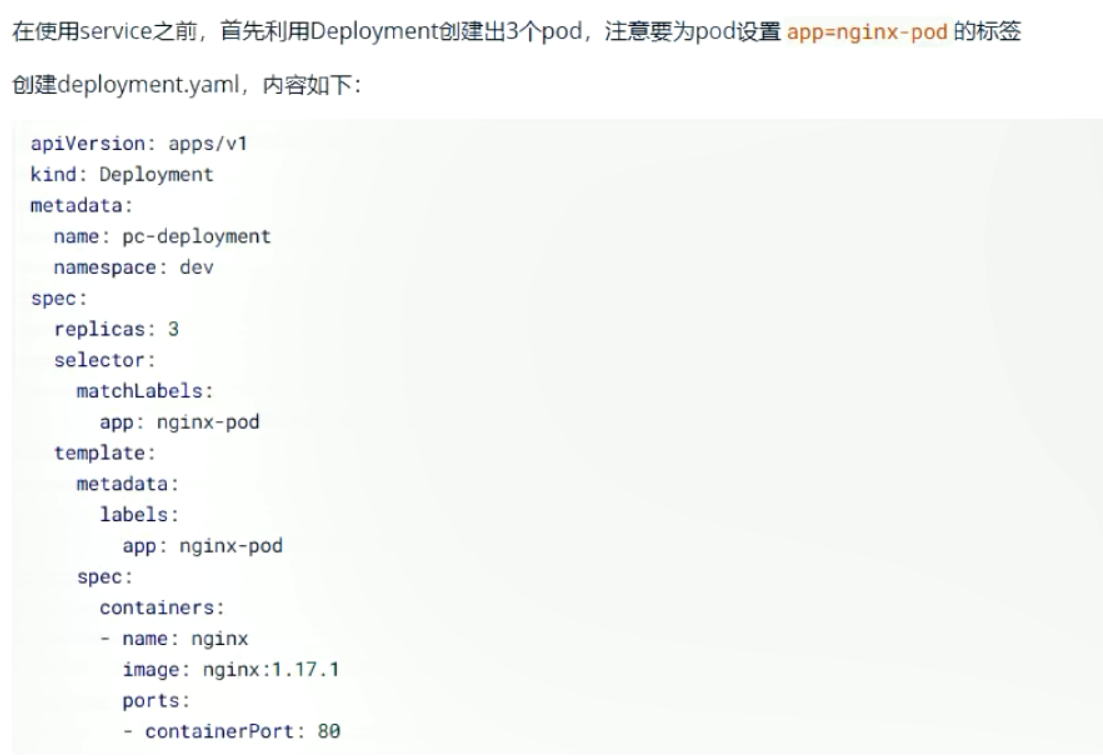 在使用service之前，首先利用Deployment创建出3个pod，注意要为pod设置 app=nginx-pod 的标签
创建deployment.yaml，内容如下：
apiVersion: apps/v1
kind: Deployment
metadata:
  name: pc-deployment
  namespace: dev
spec:
  replicas: 3
  selector:
    matchLabels:
      app: nginx-pod
  template:
    metadata:
      labels:
        app: nginx-pod
    spec:
      containers:
      - name: nginx
        image: nginx:1.17.1
        ports:
        - containerPort: 80